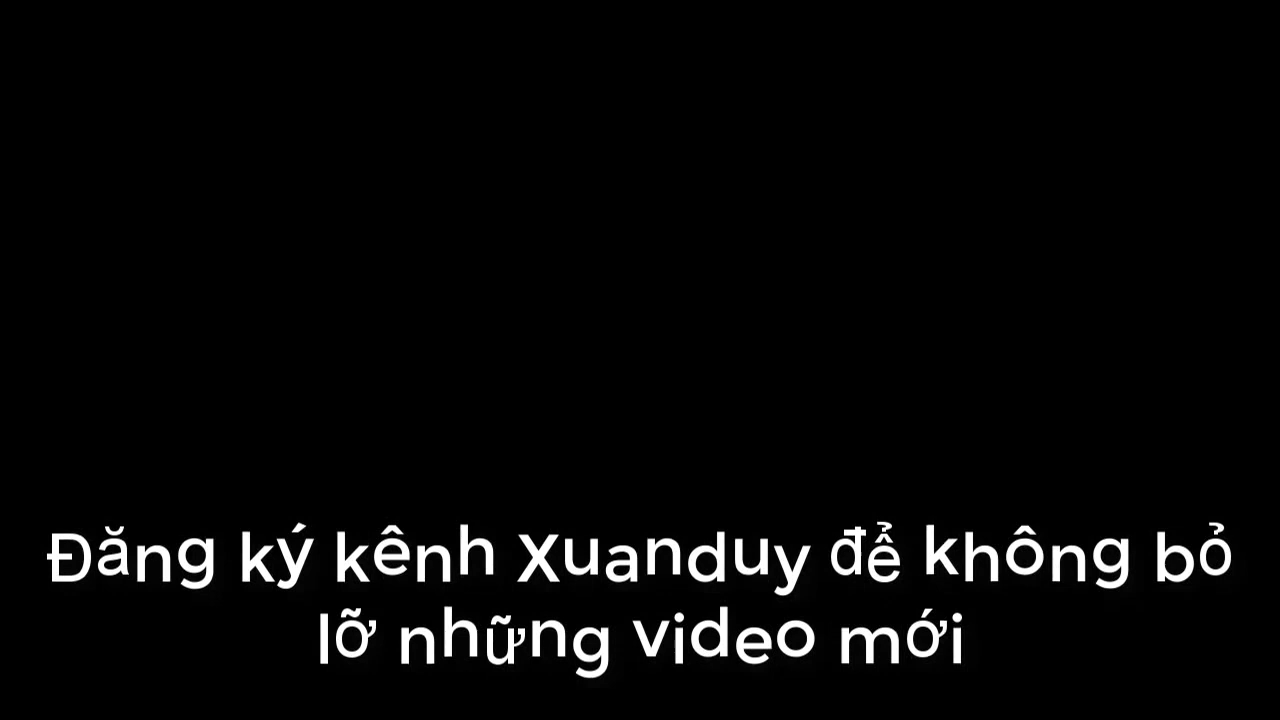 Đăng ký kênh Xuanduy để không bỏ
lỡ những video mới